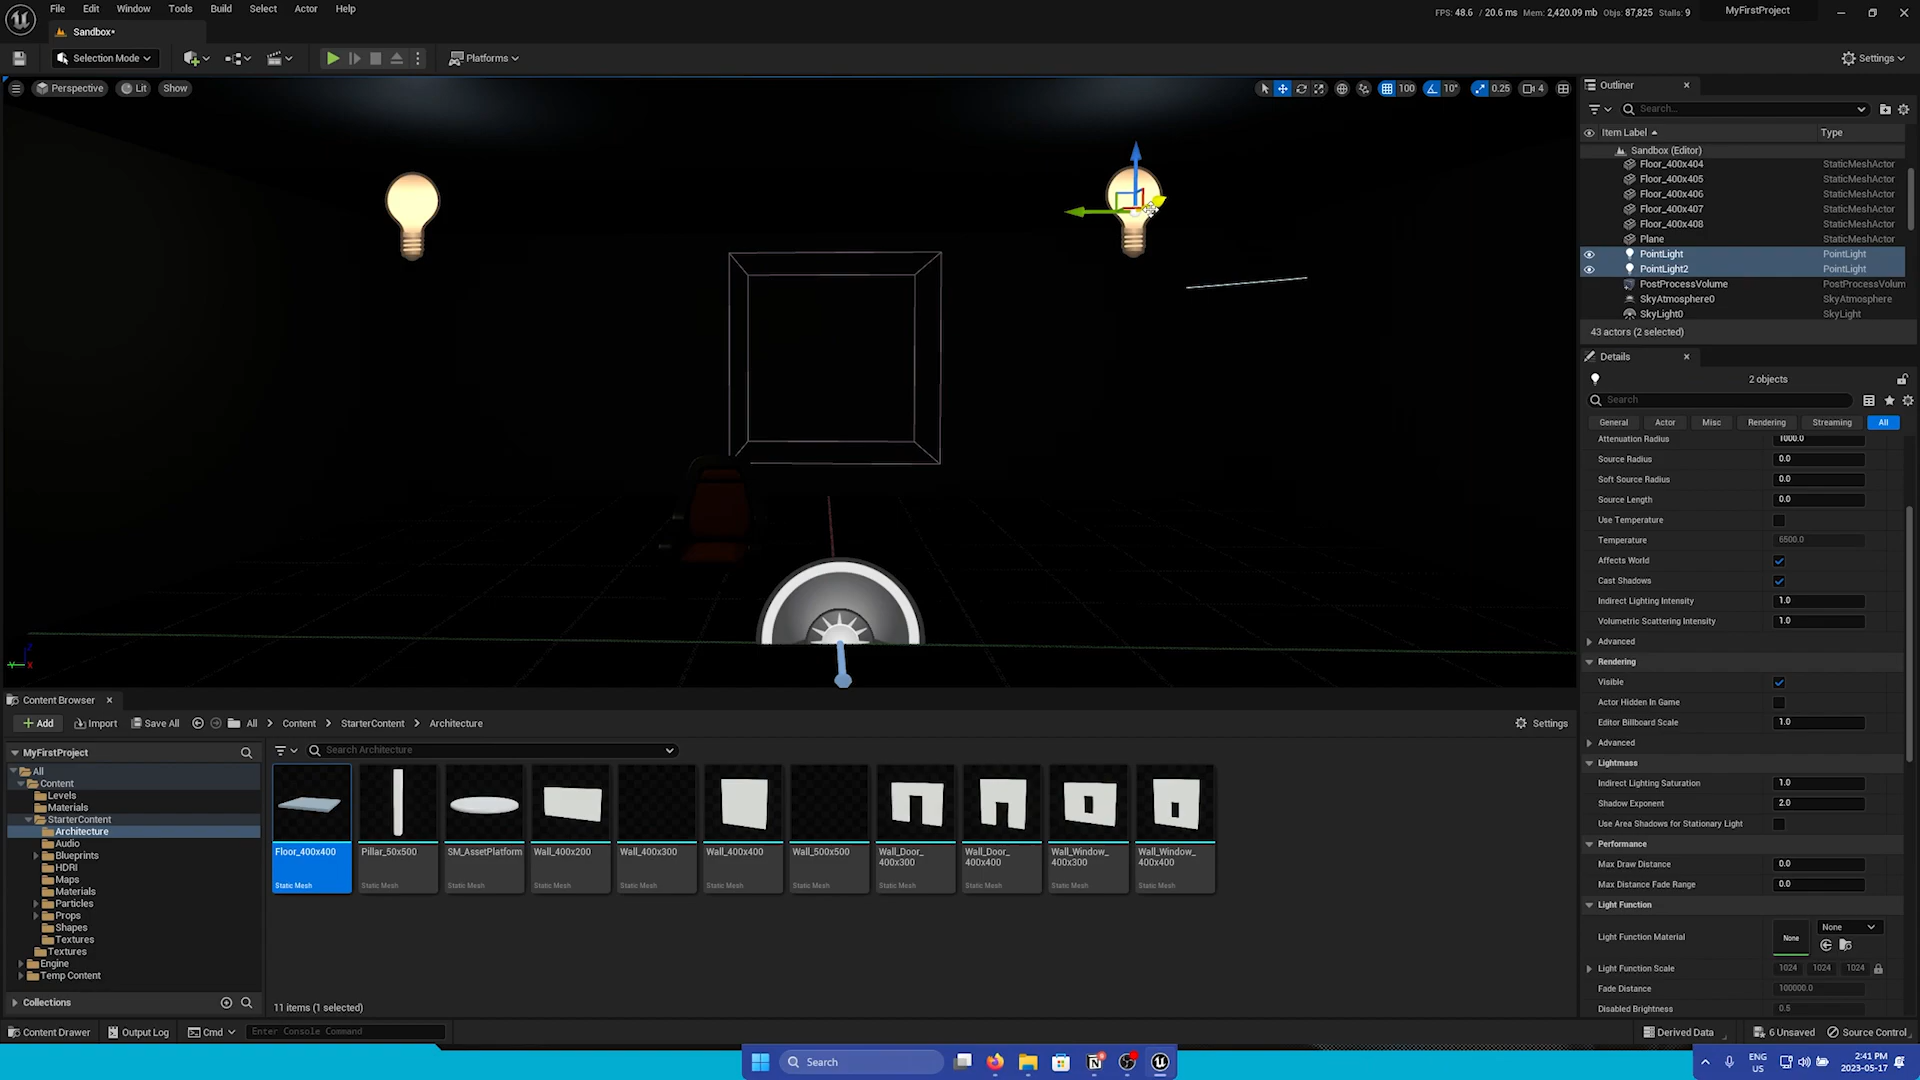 File Edit Window Tools Select Build Select Actor Help
FPS: 48.6 / 20.6 ms Mem: 2,420.09 mb Objs: 87,825 Stalls: 9
MyFirstProject
Sandbox•
Selection Mode
Platforms
Settings
Perspective
Lit
Show
100
10°
0.25
4
Outliner
Search...
Item Label
Type
Sandbox (Editor)
Floor_400x404 StaticMeshActor
Floor_400x405 StaticMeshActor
Floor_400x406 StaticMeshActor
Floor_400x407 StaticMeshActor
Floor_400x408 StaticMeshActor
Plane StaticMeshActor
PointLight PointLight
PointLight2 PointLight
PostProcessVolume PostProcessVolum
SkyAtmosphere0 SkyAtmosphere
SkyLight0 SkyLight
43 actors (2 selected)
Details
2 objects
Search
General Actor Misc Rendering Streaming All
Attenuation Radius 1000.0
Source Radius 0.0
Soft Source Radius 0.0
Source Length 0.0
Use Temperature
Temperature 6500.0
Affects World
Cast Shadows
Indirect Lighting Intensity 1.0
Volumetric Scattering Intensity 1.0
Advanced
Rendering
Visible
Actor Hidden In Game
Editor Billboard Scale 1.0
Advanced
Lightmass
Indirect Lighting Saturation 1.0
Shadow Exponent 2.0
Use Area Shadows for Stationary Light
Performance
Max Draw Distance 0.0
Max Distance Fade Range 0.0
Light Function
Light Function Material None None
Light Function Scale 1024 1024 1024
Fade Distance 100000.0
Disabled Brightness 0.5
Content Browser
Add Import Save All All Content StarterContent Architecture
Settings
MyFirstProject
Search Architecture
All
Content
Levels
Materials
StarterContent
Architecture
Audio
Blueprints
HDRI
Maps
Materials
Particles
Props
Shapes
Textures
Textures
Engine
Temp Content
Collections
Floor_400x400
Static Mesh
Pillar_50x500
Static Mesh
SM_AssetPlatform
Static Mesh
Wall_400x200
Static Mesh
Wall_400x300
Static Mesh
Wall_400x400
Static Mesh
Wall_500x500
Static Mesh
Wall_Door_
400x300
Static Mesh
Wall_Door_
400x400
Static Mesh
Wall_Window_
400x300
Static Mesh
Wall_Window_
400x400
Static Mesh
11 items (1 selected)
Content Drawer
Output Log
Cmd
Enter Console Command
Derived Data
6 Unsaved
Source Control
Search
ENG
US
2:41 PM
2023-05-17